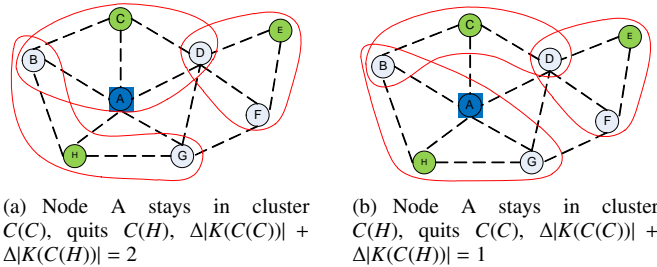 C
E
B
D
A
F
H
G
C
E
B
D
A
F
H
G
(a) Node A stays in cluster
C(C), quits C(H), Δ|K(C(C))| +
Δ|K(C(H))| = 2
(b) Node A stays in cluster
C(H), quits C(C), Δ|K(C(C))| +
Δ|K(C(H))| = 1